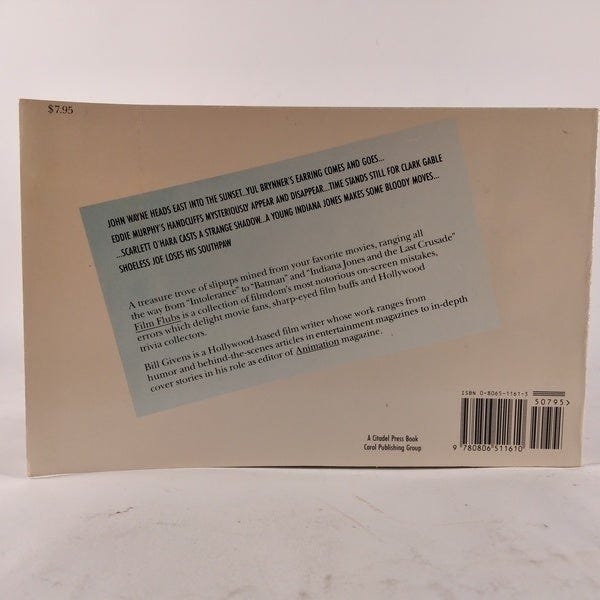 $7.95
JOHN WAYNE HEADS EAST INTO THE SUNSET...YUL BRYNNER'S EARRING COMES AND GOES...
EDDIE MURPHY'S HANDCUFFS MYSTERIOUSLY APPEAR AND DISAPPEAR...TIME STANDS STILL FOR CLARK GABLE
...SCARLETT O'HARA CASTS A STRANGE SHADOW...A YOUNG INDIANA JONES MAKES SOME BLOODY MOVES...
SHOELESS JOE LOSES HIS SOUTHPAW
A treasure trove of slipups mined from your favorite movies, ranging all
the way from "Intolerance" to "Batman" and "Indiana Jones and the Last Crusade"
Film Flubs is a collection of filmdom's most notorious on-screen mistakes,
errors which delight movie fans, sharp-eyed film buffs and Hollywood
trivia collectors.
Bill Givens is a Hollywood-based film writer whose work ranges from
humor and behind-the-scenes articles in entertainment magazines to in-depth
cover stories in his role as editor of Animation magazine.
A Citadel Press Book
Carol Publishing Group
ISBN 0-8065-1161-3
50795>
9 780806 511610